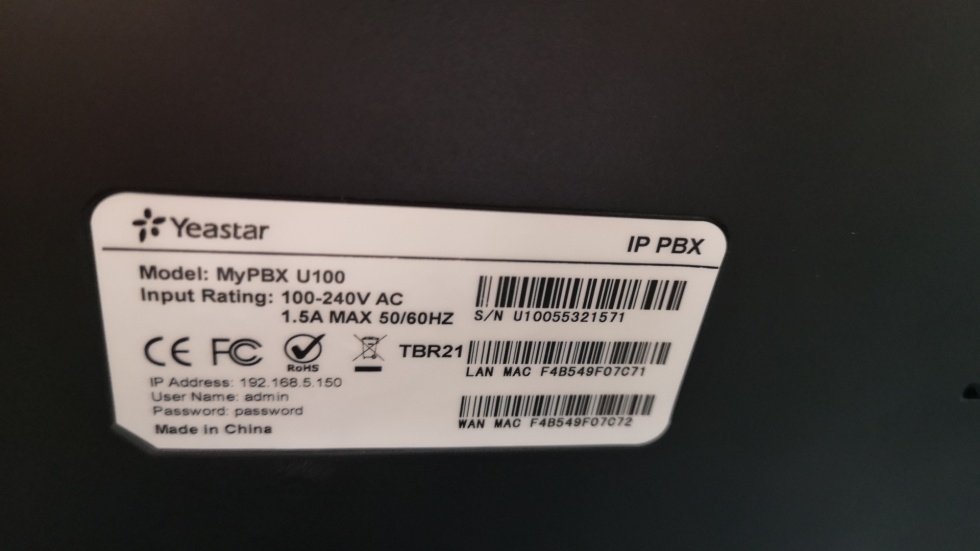 Yeastar
IP PBX
Model: MyPBX U100
Input Rating: 100-240V AC
1.5A MAX 50/60HZ
S/N U10055321571
CE FC RoHS TBR21
LAN MAC F4B549F07C71
IP Address: 192.168.5.150
User Name: admin
Password: password
WAN MAC F4B549F07C72
Made in China